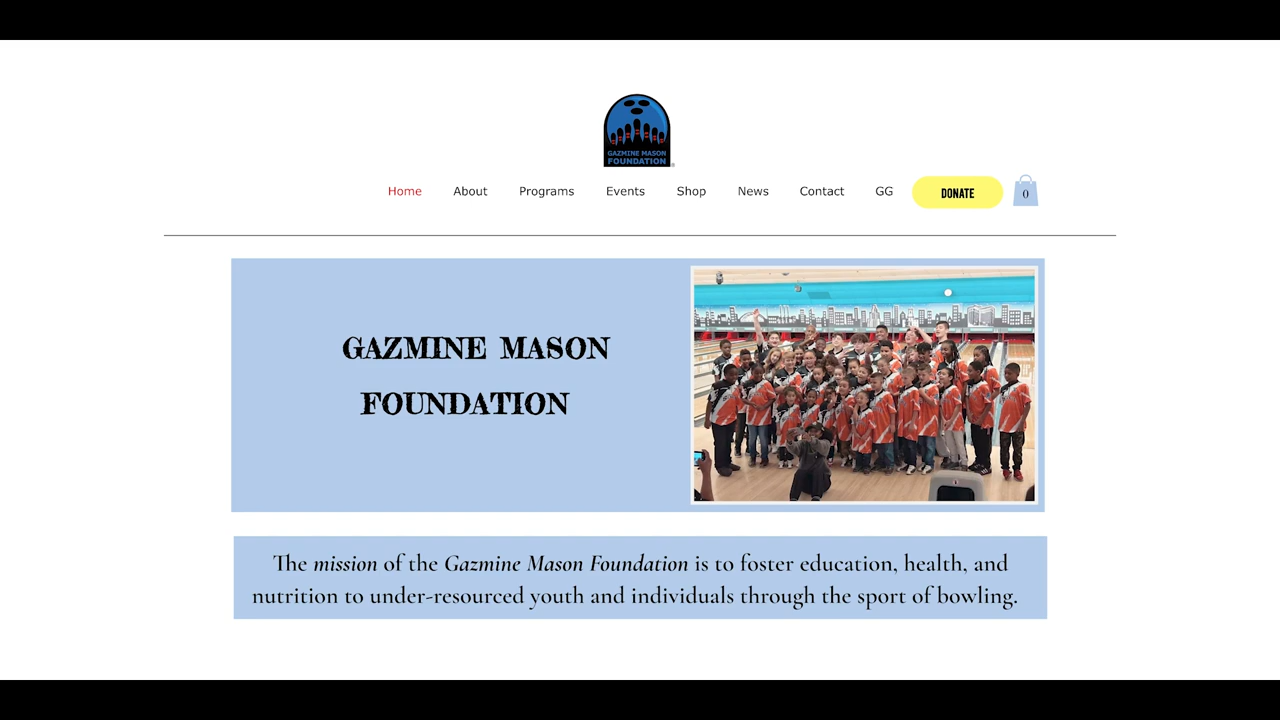 GAZMINE MASON
FOUNDATION
Home About Programs Events Shop News Contact GG DONATE 0
GAZMINE MASON
FOUNDATION
The mission of the Gazmine Mason Foundation is to foster education, health, and
nutrition to under-resourced youth and individuals through the sport of bowling.